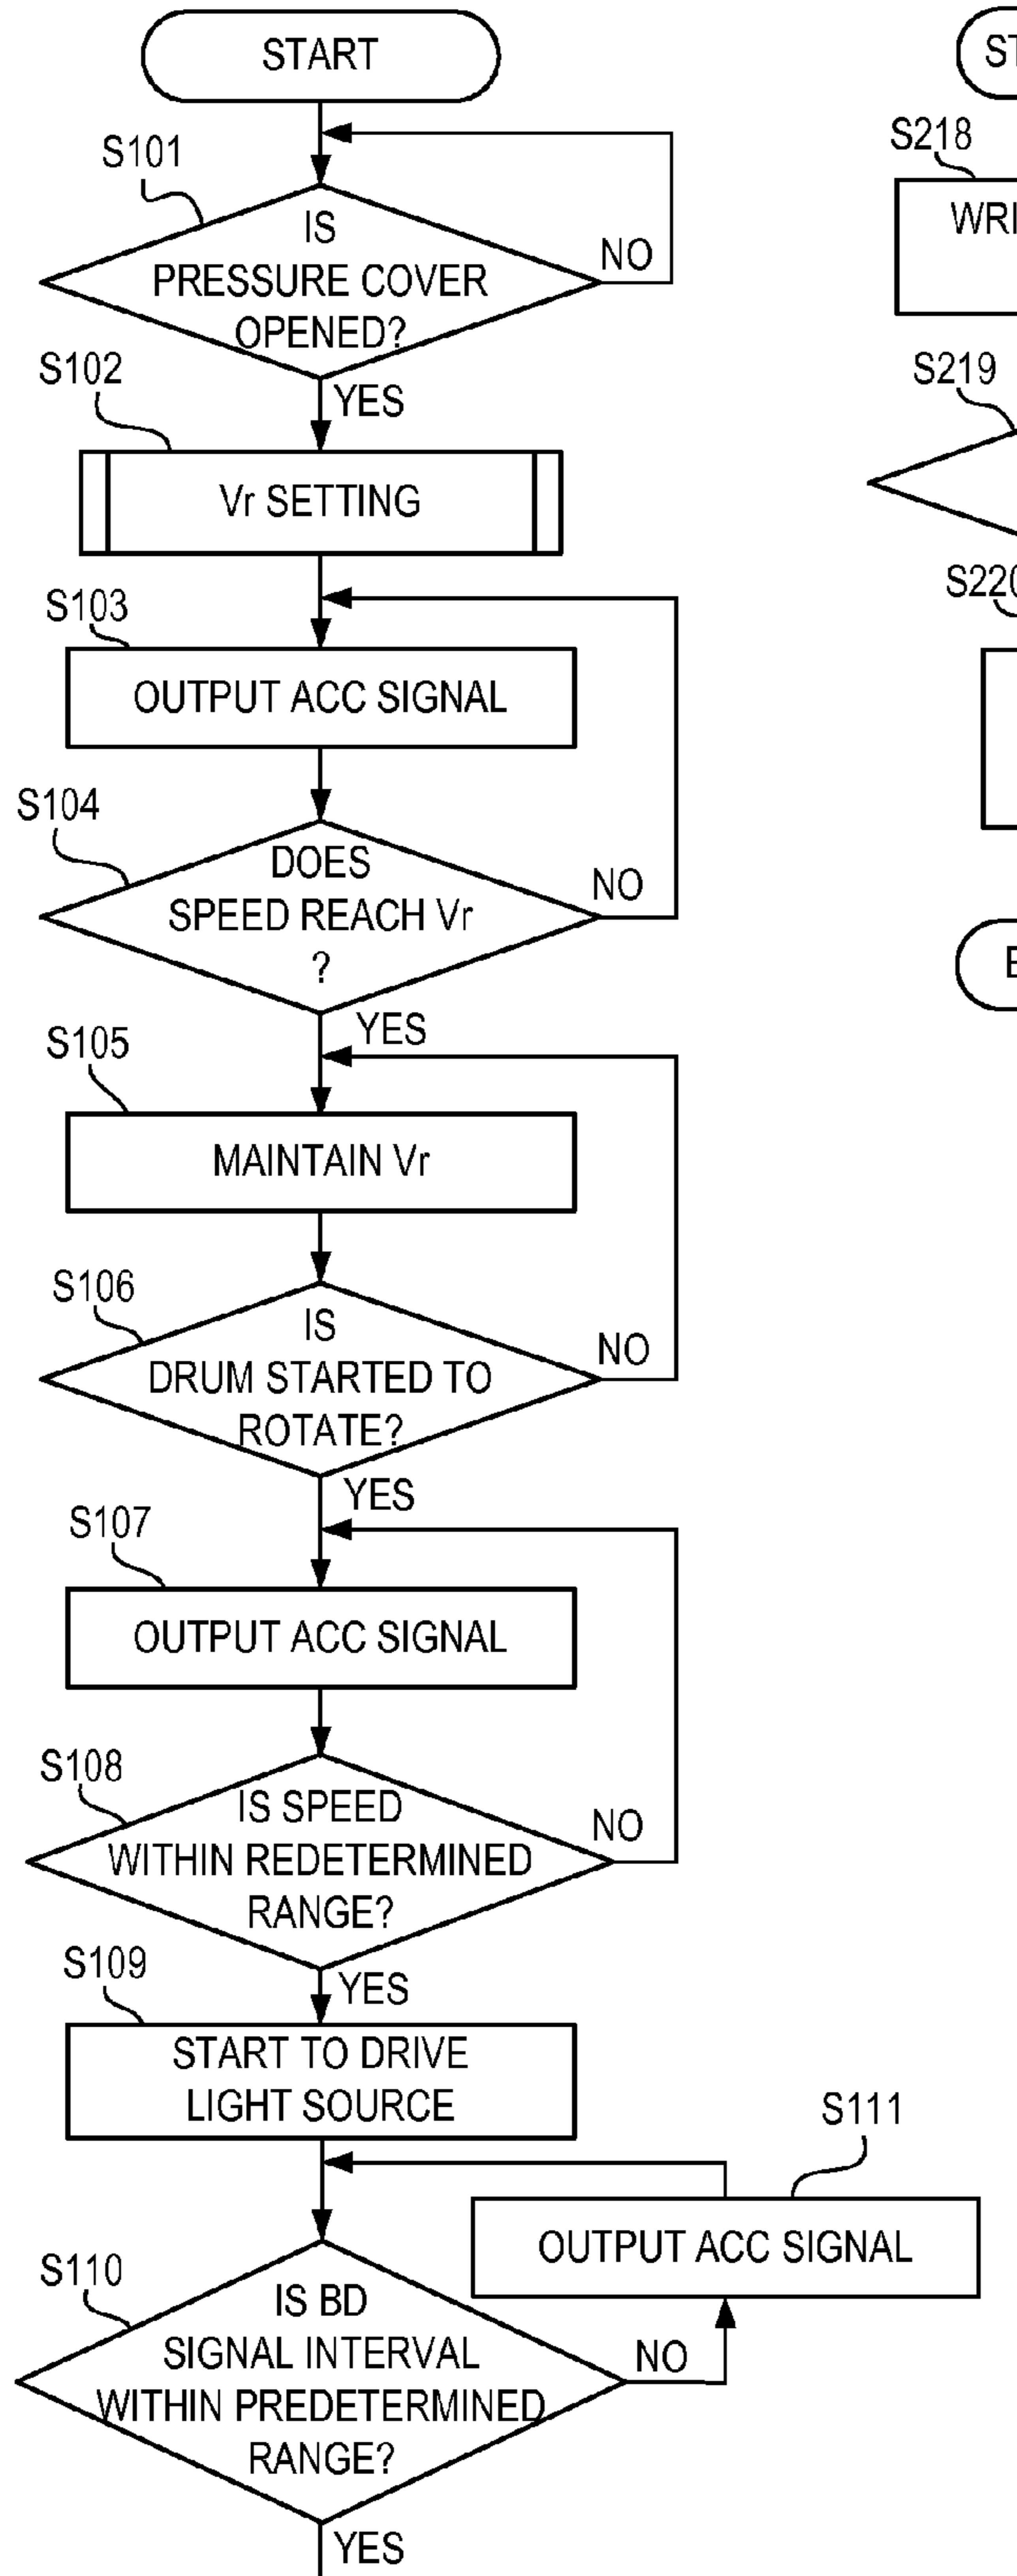 START
S101
IS
PRESSURE COVER
OPENED?
NO
YES
S102
Vr SETTING
S103
OUTPUT ACC SIGNAL
S104
DOES
SPEED REACH Vr
?
NO
YES
S105
MAINTAIN Vr
S106
IS
DRUM STARTED TO
ROTATE?
NO
YES
S107
OUTPUT ACC SIGNAL
S108
IS SPEED
WITHIN REDETERMINED
RANGE?
NO
YES
S109
START TO DRIVE
LIGHT SOURCE
S111
OUTPUT ACC SIGNAL
S110
IS BD
SIGNAL INTERVAL
WITHIN PREDETERMINED
RANGE?
NO
YES
S218
S219
S220